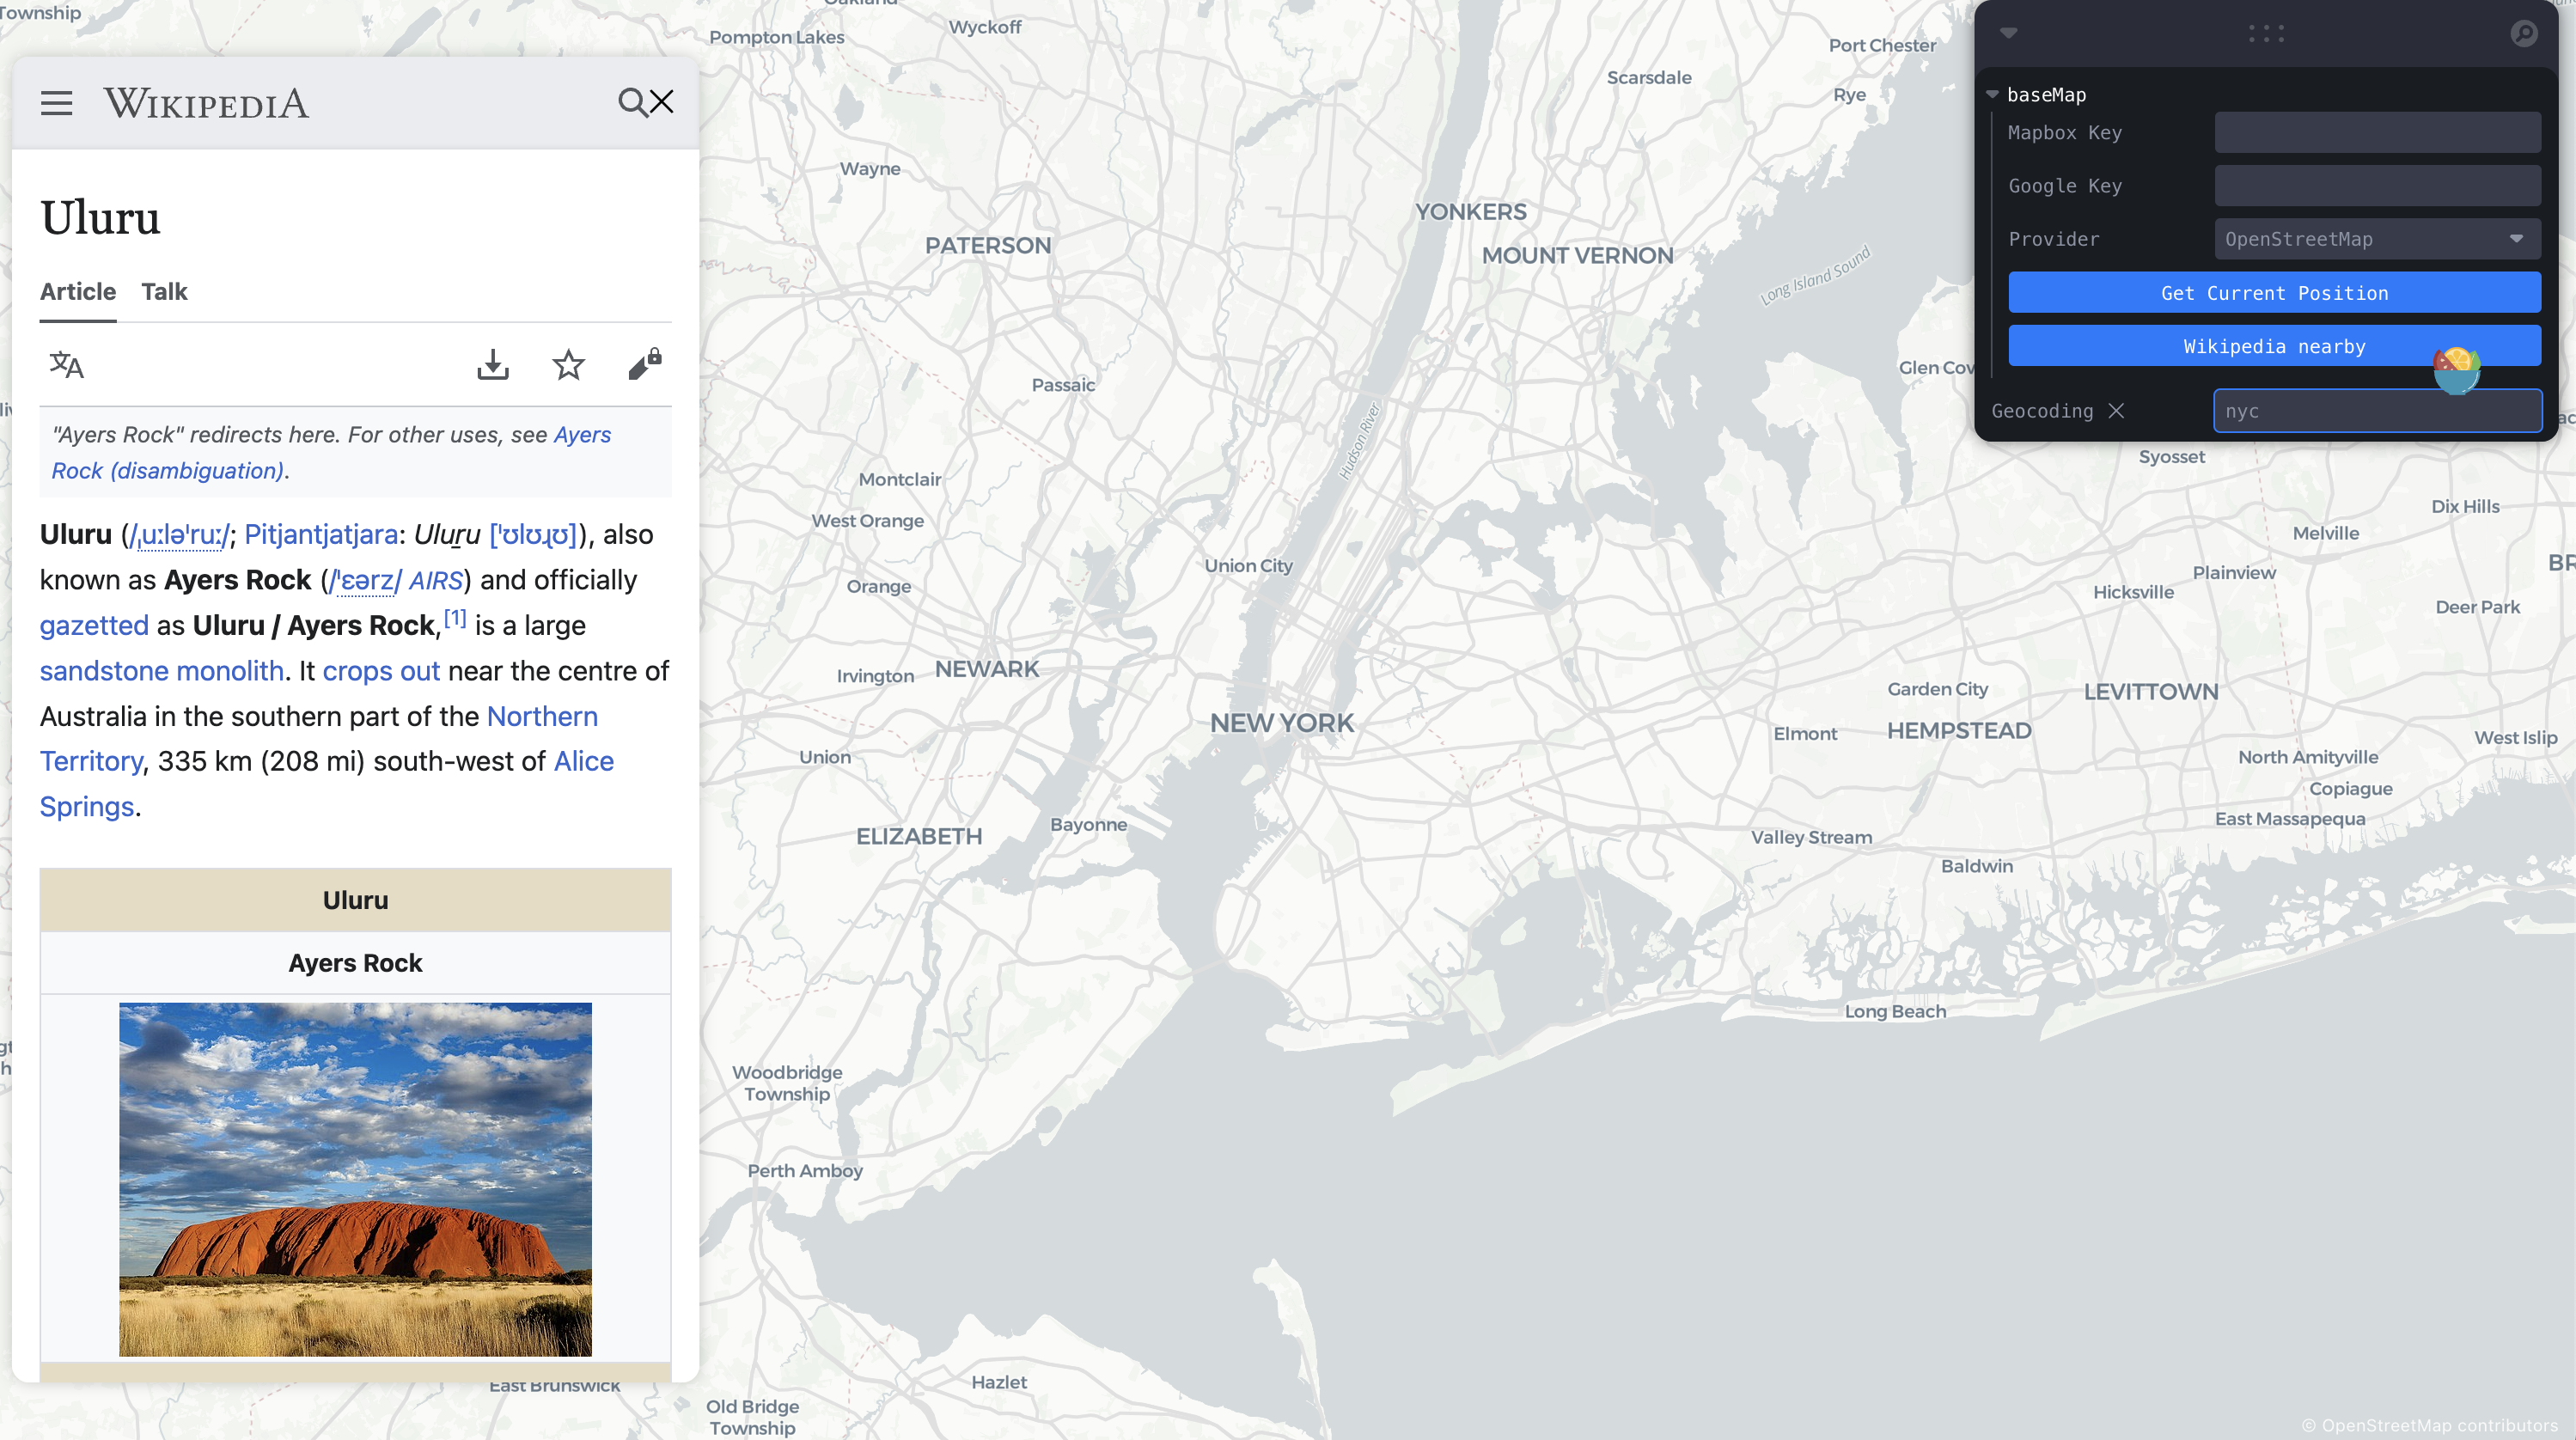 WIKIPEDIA
Uluru
Article Talk
"Ayers Rock" redirects here. For other uses, see Ayers
Rock (disambiguation).
Uluru (/ˌuːləˈruː/; Pitjantjatjara: Uluṟu [ˈʊlʊɻʊ]), also
known as Ayers Rock (/ˈɛərz/ AIRS) and officially
gazetted as Uluru / Ayers Rock,[1] is a large
sandstone monolith. It crops out near the centre of
Australia in the southern part of the Northern
Territory, 335 km (208 mi) south-west of Alice
Springs.
Uluru
Ayers Rock
baseMap
Mapbox Key
Google Key
Provider OpenStreetMap
Get Current Position
Wikipedia nearby
Geocoding nyc
Township
Pompton Lakes
Wyckoff
Port Chester
Scarsdale
Rye
Wayne
YONKERS
PATERSON
MOUNT VERNON
Long Island Sound
Glen Cov
Passaic
Hudson River
Syosset
Montclair
Dix Hills
West Orange
Melville
Union City
Plainview
Orange
Hicksville
Deer Park
Irvington
NEWARK
Garden City
LEVITTOWN
NEW YORK
Elmont
HEMPSTEAD
West Islip
Union
North Amityville
Copiague
East Massapequa
Bayonne
ELIZABETH
Valley Stream
Baldwin
Long Beach
Woodbridge
Township
Perth Amboy
East Brunswick
Hazlet
Old Bridge
Township
© OpenStreetMap contributors